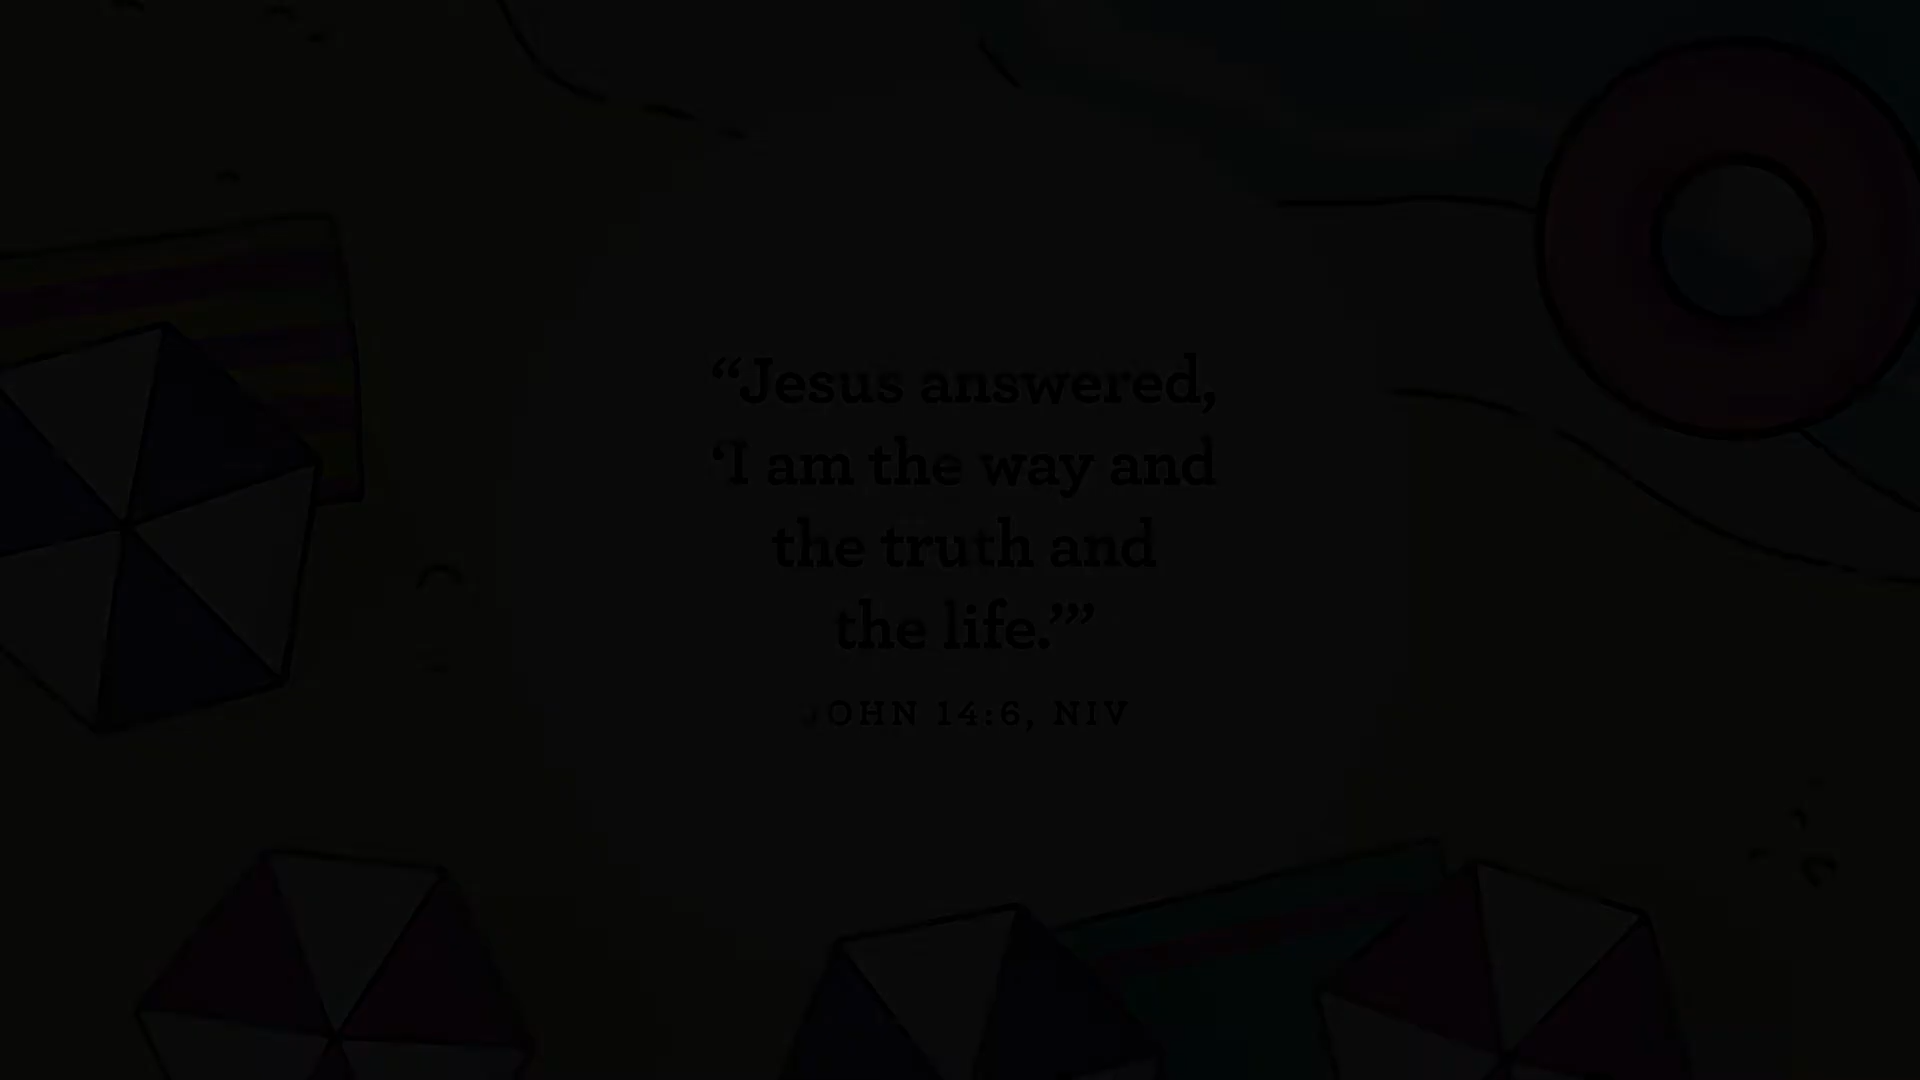 “Jesus answered,
‘I am the way and
the truth and
the life.’”
JOHN 14:6, NIV